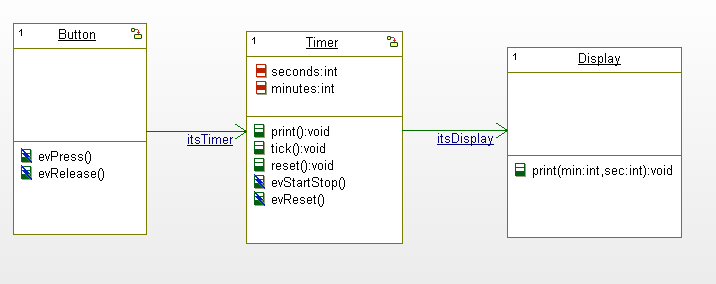 1
Button
evPress()
evRelease()
itsTimer
1
Timer
seconds:int
minutes:int
print():void
tick():void
reset():void
evStartStop()
evReset()
itsDisplay
1
Display
print(min:int,sec:int):void